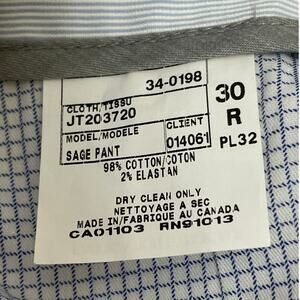 34-0198
30
CLOTH/TISSU
JT203720
R
MODEL/MODELE
CLIENT
SAGE PANT
014061
PL32
98% COTTON/COTON
2% ELASTAN
DRY CLEAN ONLY
NETTOYAGE A SEC
MADE IN/FABRIQUE AU CANADA
CA01103 RN91013